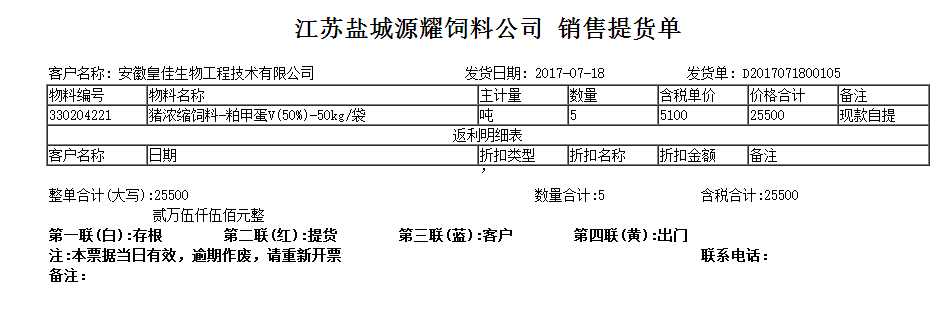 江苏盐城源耀饲料公司 销售提货单
客户名称: 安徽皇佳生物工程技术有限公司 发货日期: 2017-07-18 发货单: D2017071800105
物料编号 物料名称 主计量 数量 含税单价 价格合计 备注
330204221 猪浓缩饲料-粕甲蛋V(50%)-50kg/袋 吨 5 5100 25500 现款自提
返利明细表
客户名称 日期 折扣类型 折扣名称 折扣金额 备注
,
整单合计(大写):25500 数量合计:5 含税合计:25500
贰万伍仟伍佰元整
第一联(白):存根 第二联(红):提货 第三联(蓝):客户 第四联(黄):出门
注:本票据当日有效，逾期作废，请重新开票 联系电话:
备注: